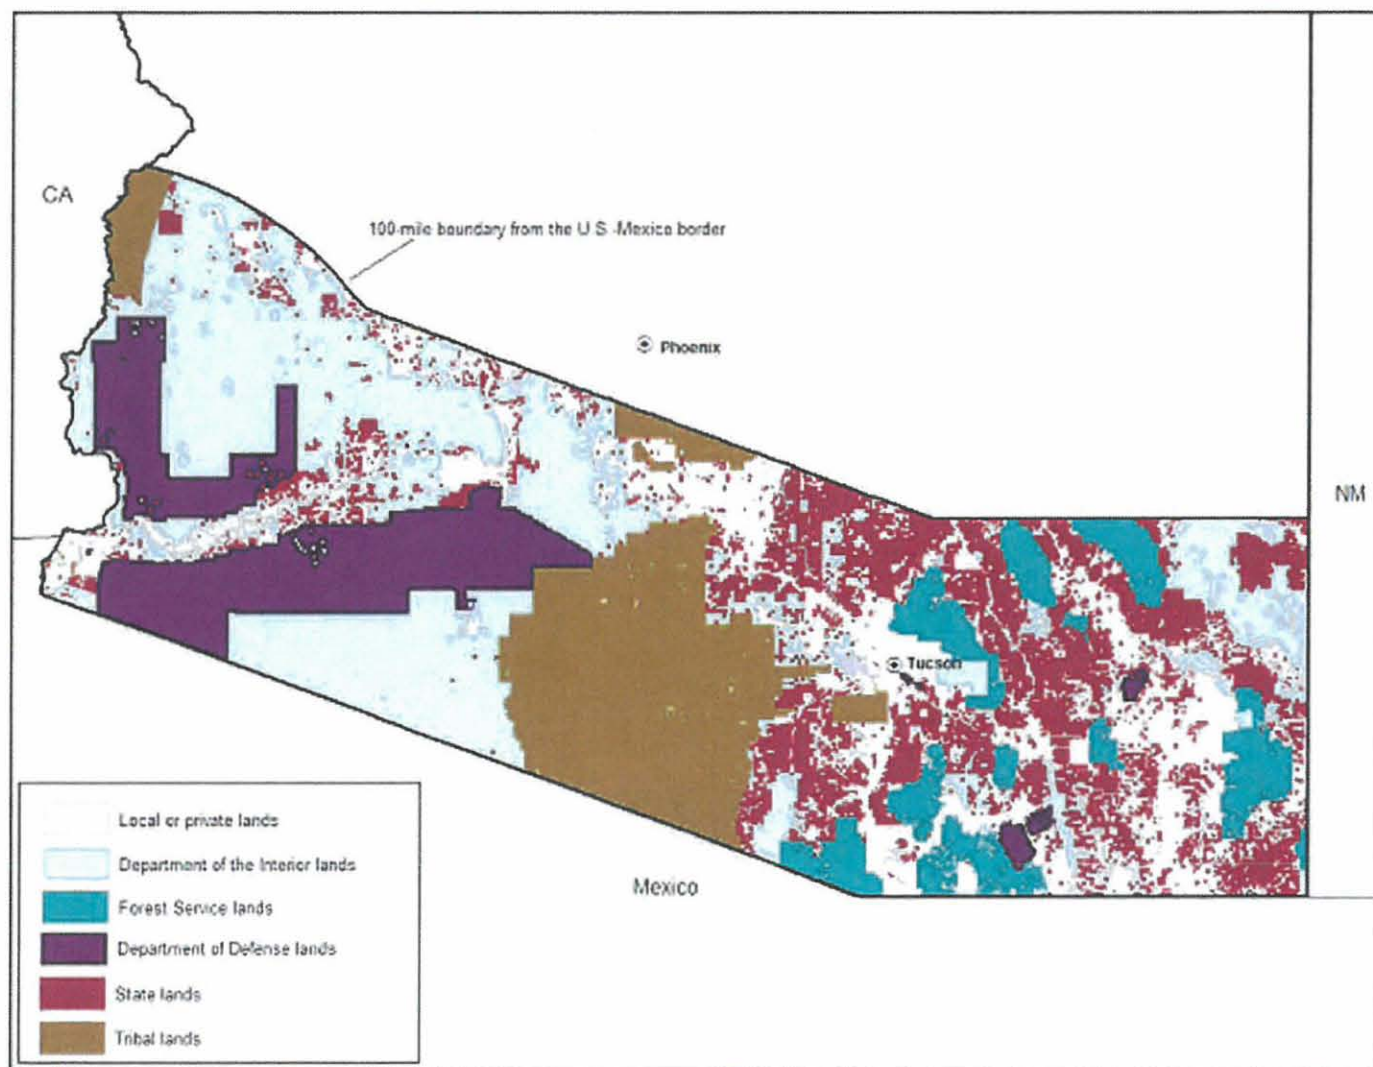 CA
100-mile boundary from the U S -Mexico border
Phoenix
NM
Tucson
Mexico
Local or private lands
Department of the Interior lands
Forest Service lands
Department of Defense lands
State lands
Tribal lands